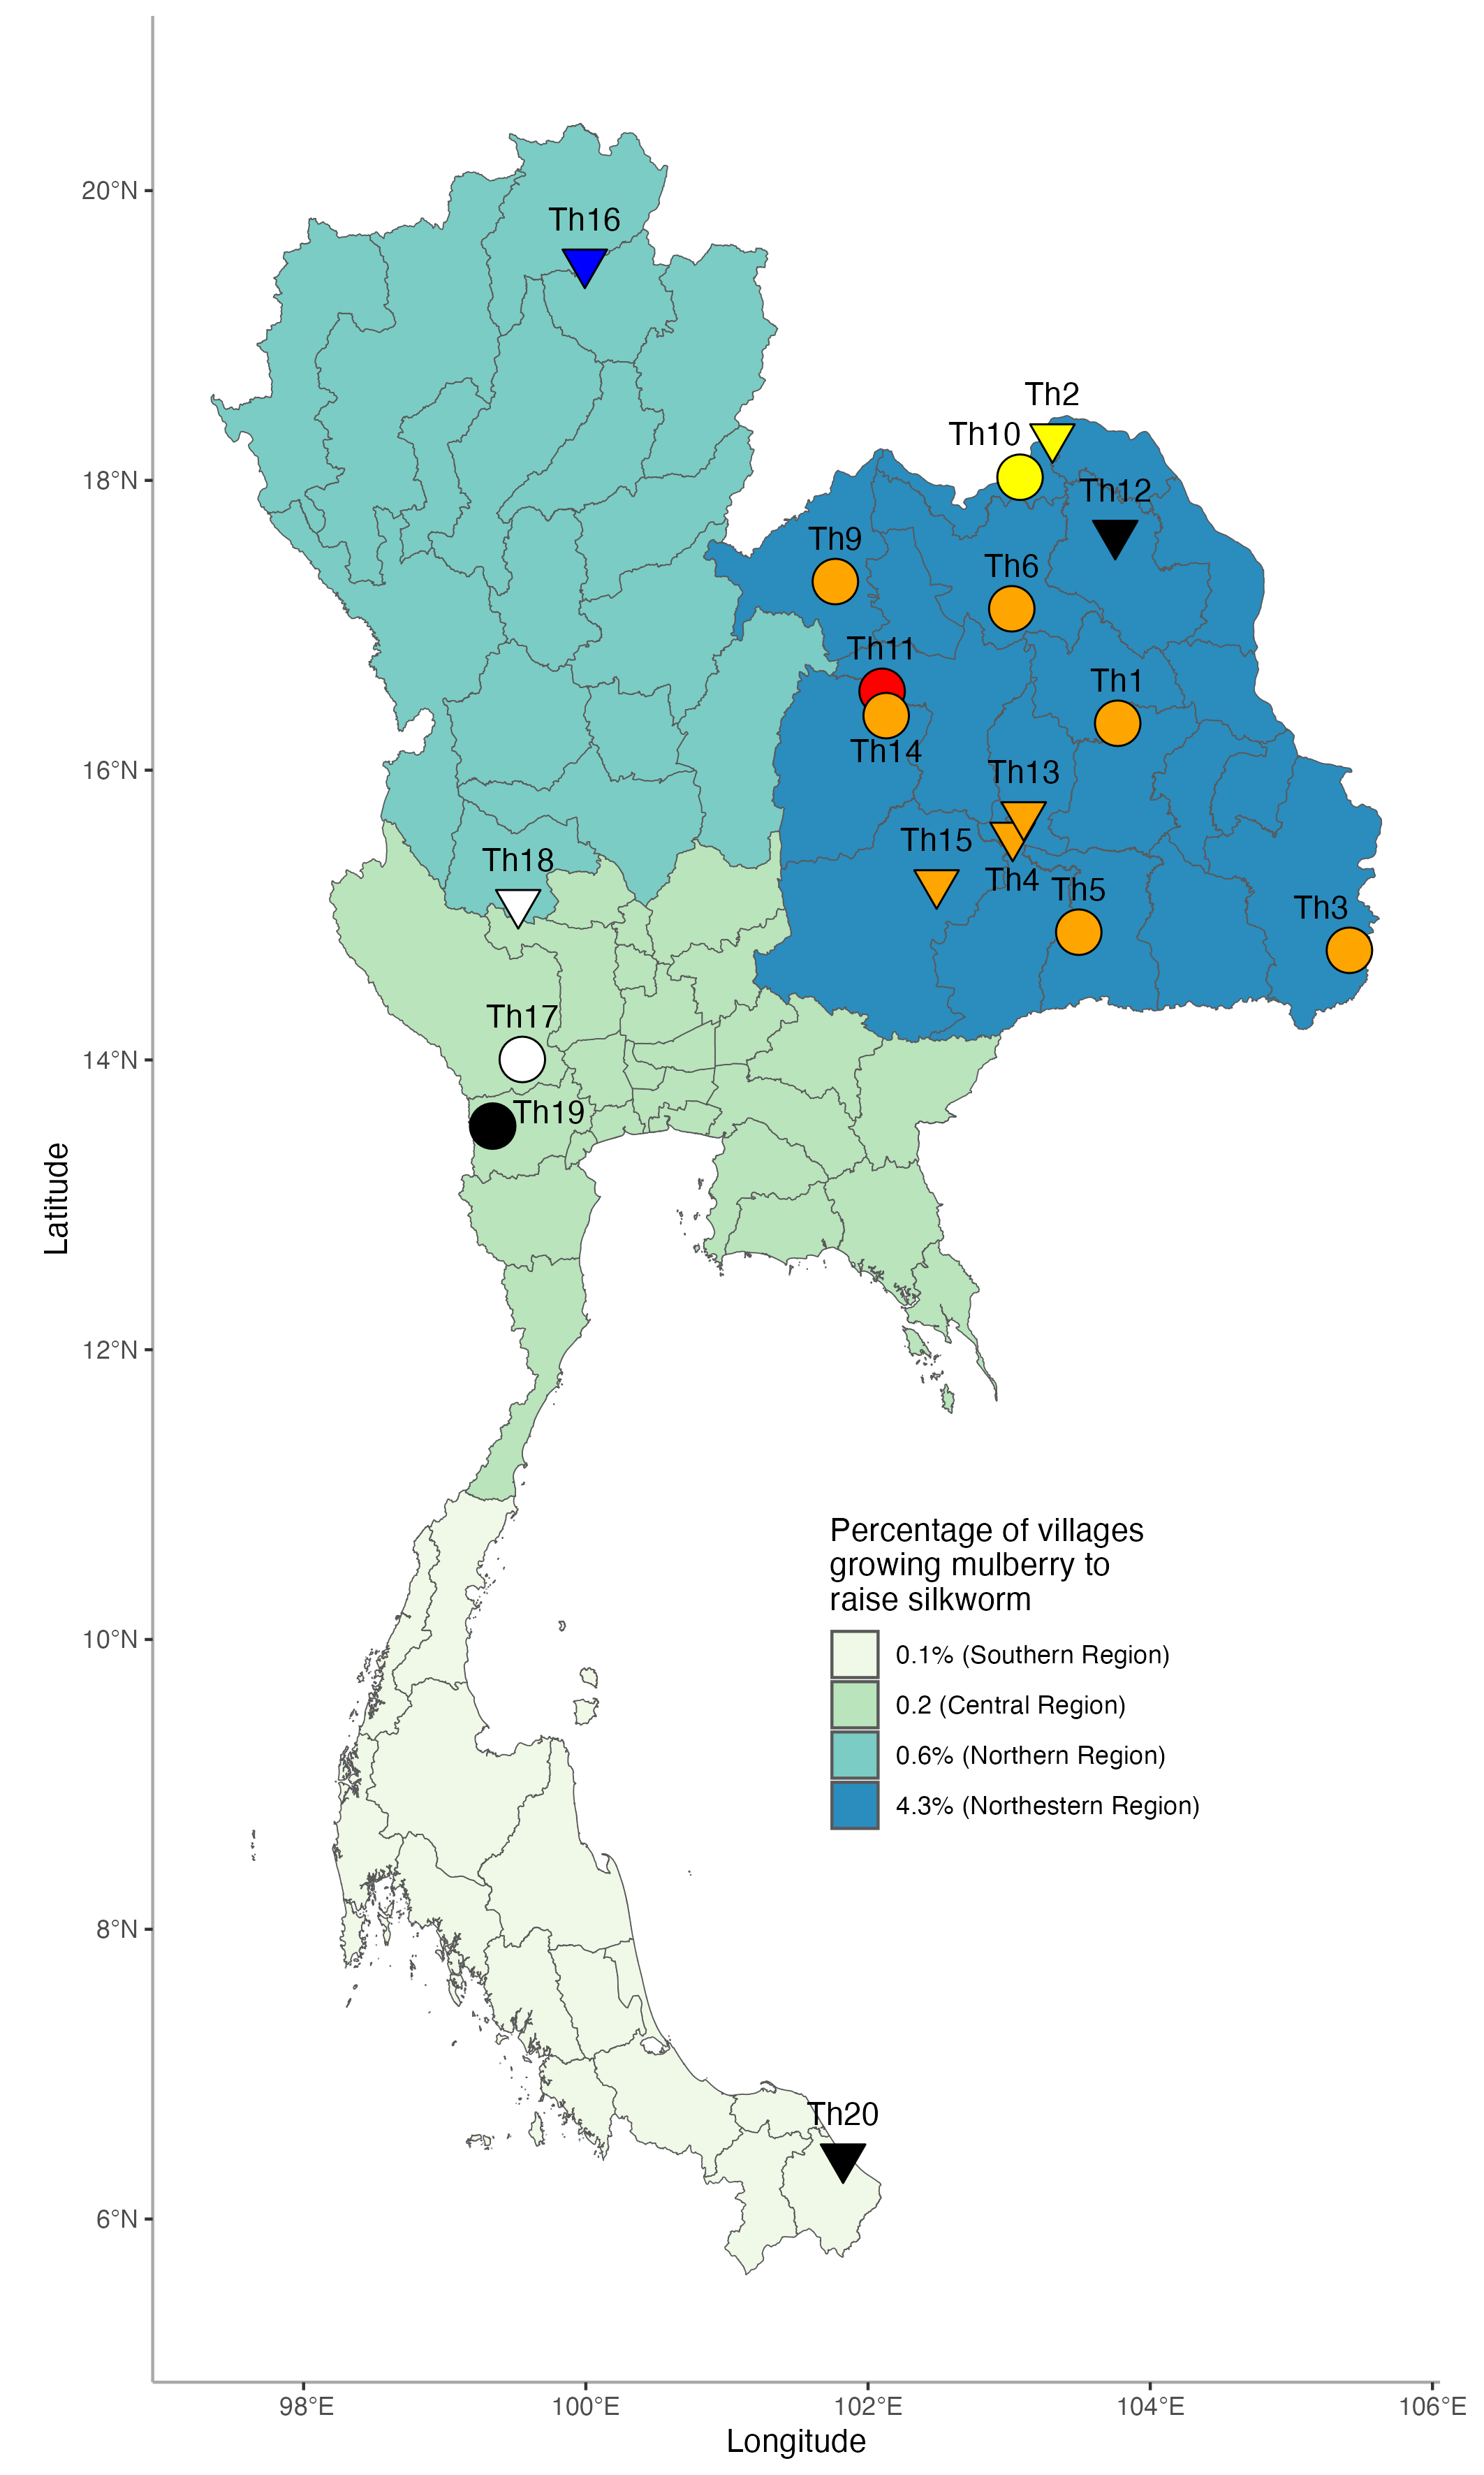 20°N
18°N
16°N
14°N
12°N
10°N
8°N
6°N
Latitude
Th16
Th2
Th10
Th12
Th9
Th6
Th11
Th1
Th14
Th13
Th15
Th18
Th4
Th5
Th3
Th17
Th19
Percentage of villages
growing mulberry to
raise silkworm
0.1% (Southern Region)
0.2 (Central Region)
0.6% (Northern Region)
4.3% (Northestern Region)
Th20
98°E
100°E
102°E
104°E
106°E
Longitude